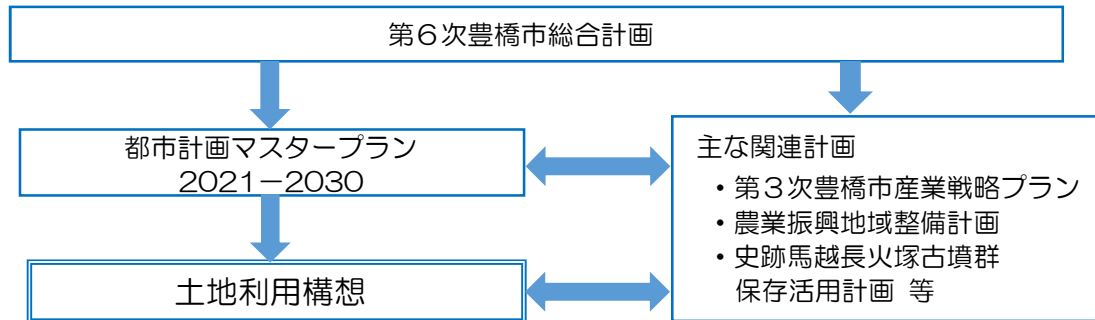 第6次豊橋市総合計画
都市計画マスタープラン
2021－2030
土地利用構想
主な関連計画
・第3次豊橋市産業戦略プラン
・農業振興地域整備計画
・史跡馬越長火塚古墳群
保存活用計画 等